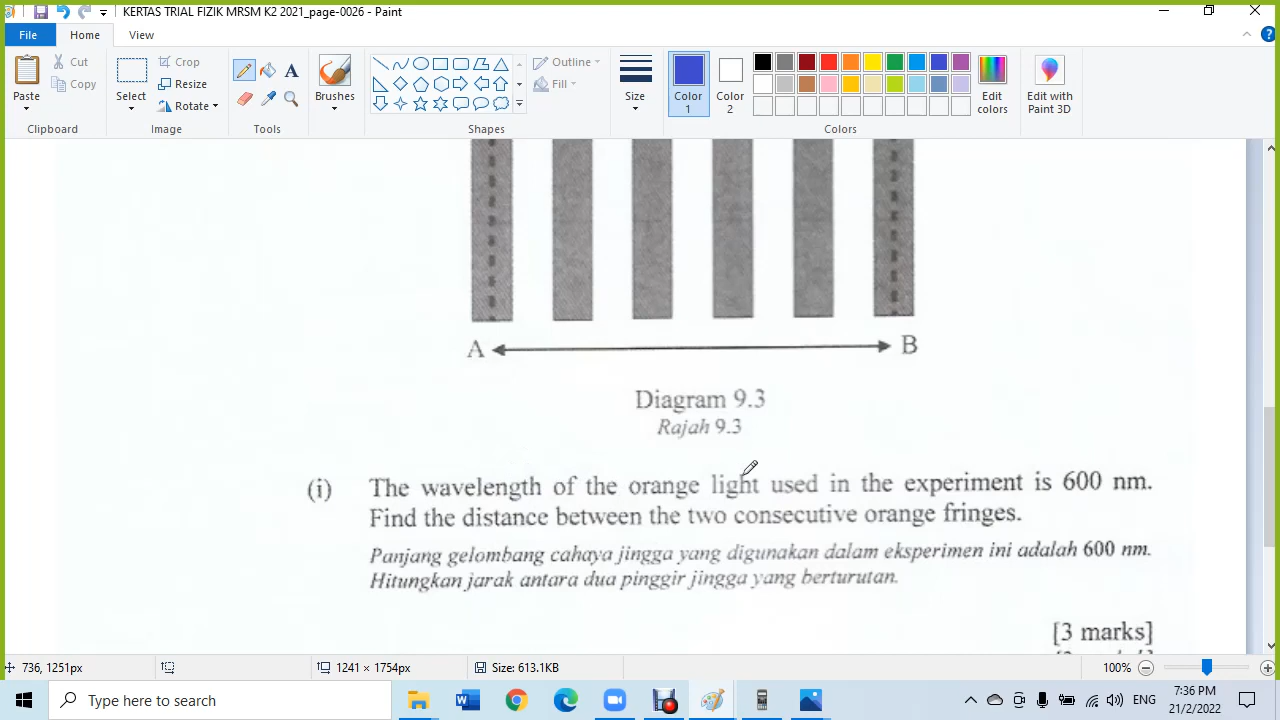 KERTAS TRIAL FIZIK MRSM K2 2021_page-0026 - Paint
File Home View
Paste
Cut
Copy
Clipboard
Select
Crop
Resize
Rotate
Image
A
Tools
Brushes
Outline
Fill
Shapes
Size
Color 1
Color 2
Edit colors
Colors
Edit with Paint 3D
A B
Diagram 9.3
Rajah 9.3
(i) The wavelength of the orange light used in the experiment is 600 nm.
Find the distance between the two consecutive orange fringes.
Panjang gelombang cahaya jingga yang digunakan dalam eksperimen ini adalah 600 nm.
Hitungkan jarak antara dua pinggir jingga yang berturutan.
[3 marks]
736, 1251px 1241 × 1754px Size: 613.1KB 100%
Type here to search ENG 7:36 PM
21/2/2022